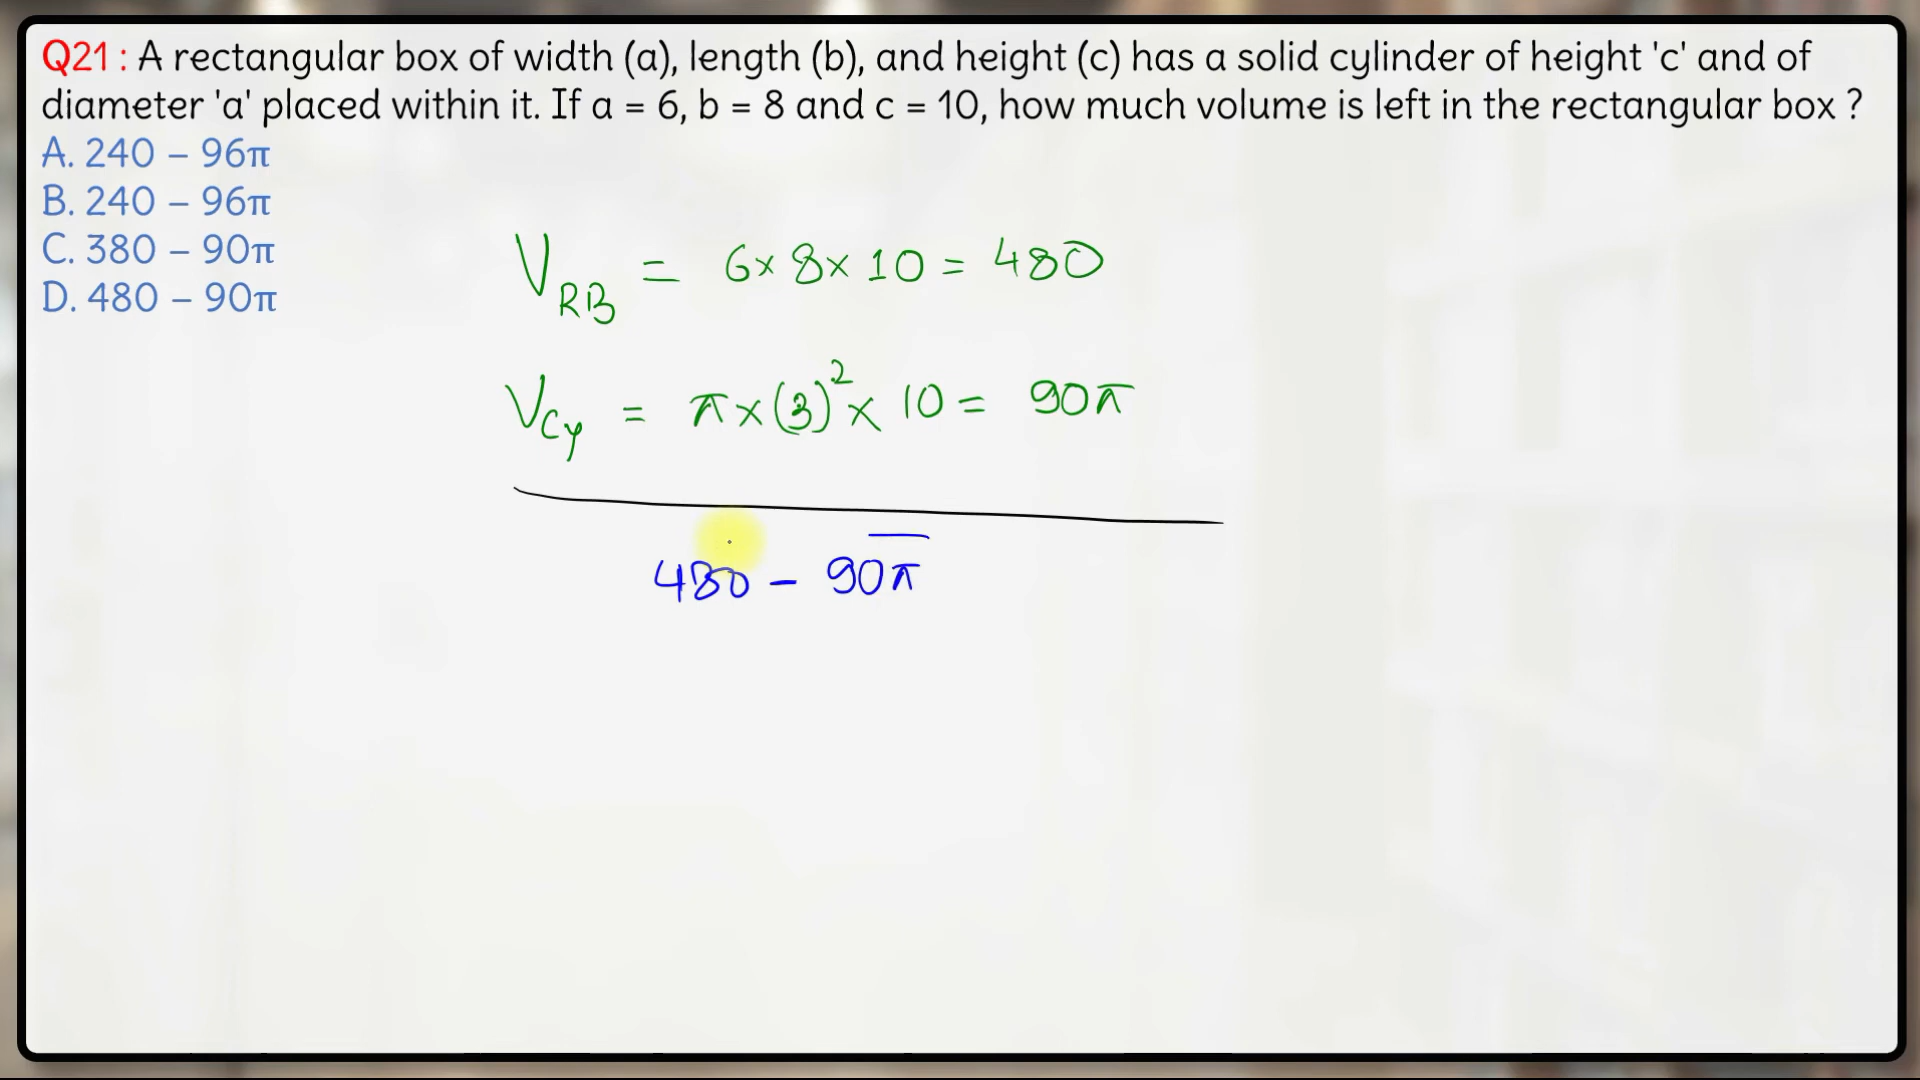 Q21 : A rectangular box of width (a), length (b), and height (c) has a solid cylinder of height 'c' and of
diameter 'a' placed within it. If a = 6, b = 8 and c = 10, how much volume is left in the rectangular box ?
A. 240 – 96π
B. 240 – 96π
C. 380 – 90π
D. 480 – 90π
V_RB = 6 × 8 × 10 = 480
V_Cy = π × (3)² × 10 = 90π
480 – 90π